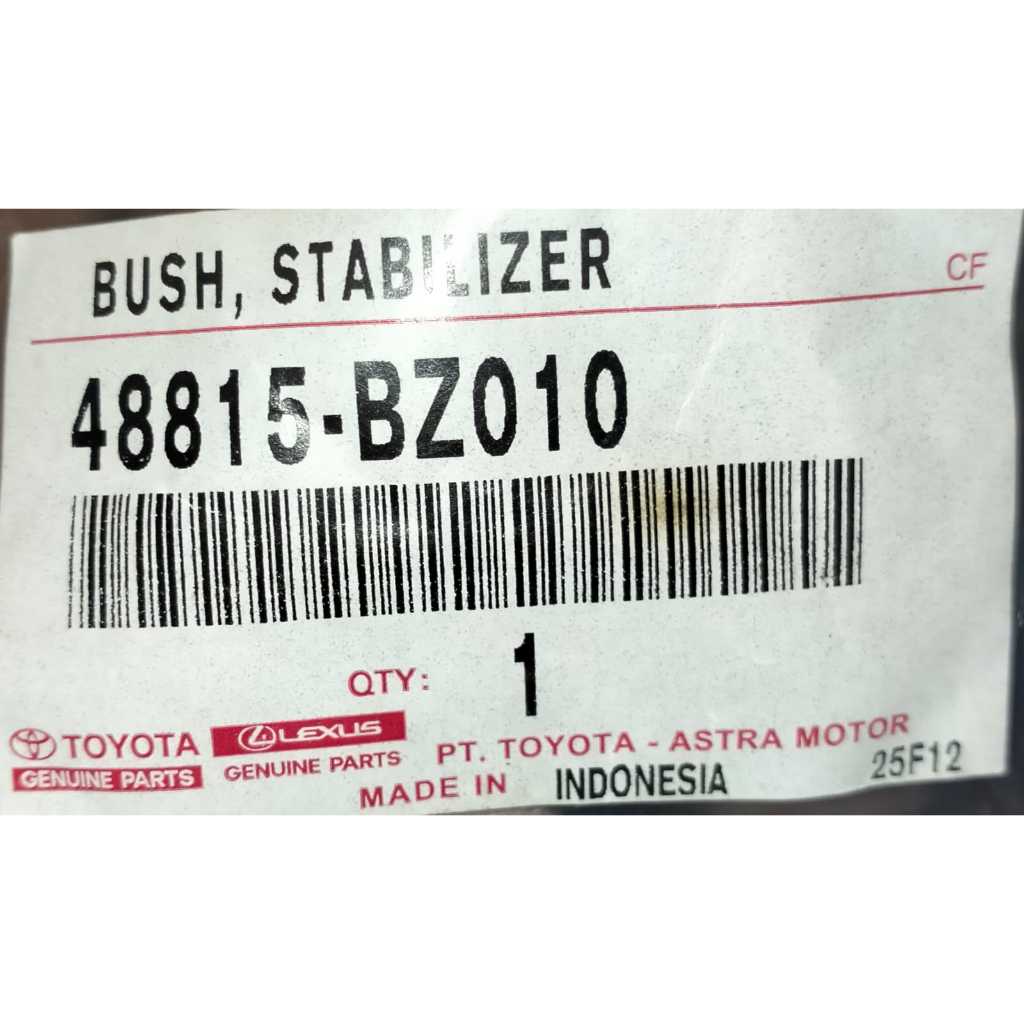 BUSH, STABILIZER
CF
48815-BZ010
QTY: 1
TOYOTA
GENUINE PARTS
LEXUS
GENUINE PARTS
PT. TOYOTA - ASTRA MOTOR
MADE IN INDONESIA
25F12